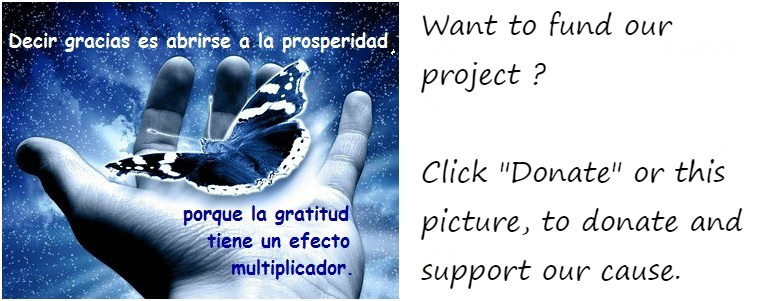 Decir gracias es abrirse a la prosperidad,
porque la gratitud
tiene un efecto
multiplicador.
Want to fund our
project ?
Click "Donate" or this
picture, to donate and
support our cause.